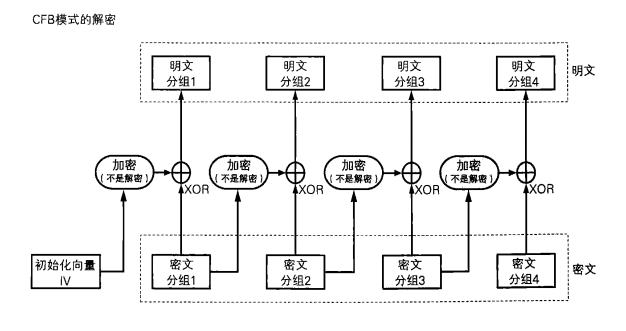 CFB模式的解密
明文
分组1
明文
分组2
明文
分组3
明文
分组4
明文
加密
(不是解密)
XOR
加密
(不是解密)
XOR
加密
(不是解密)
XOR
加密
(不是解密)
XOR
初始化向量
IV
密文
分组1
密文
分组2
密文
分组3
密文
分组4
密文